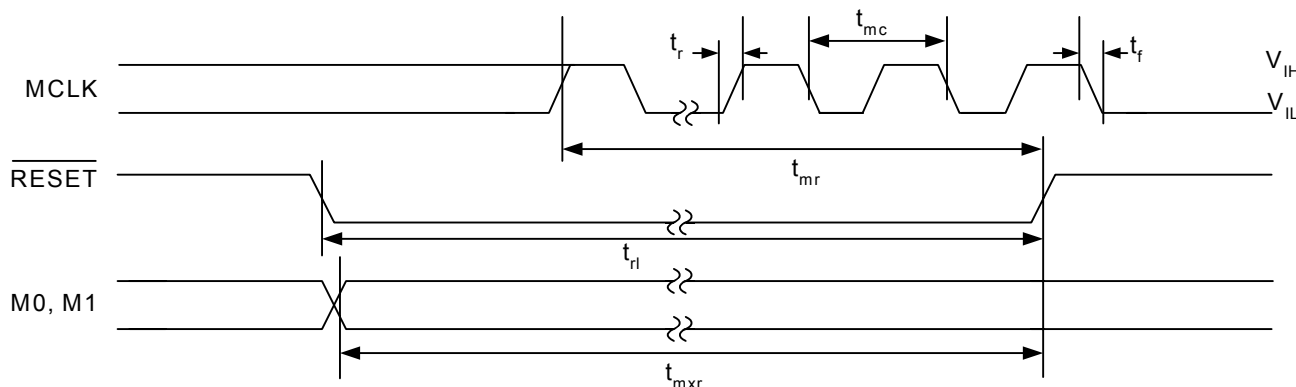 t_mc
t_r
t_f
V_IH
MCLK
V_IL
t_mr
RESET
t_rl
M0, M1
t_mxr